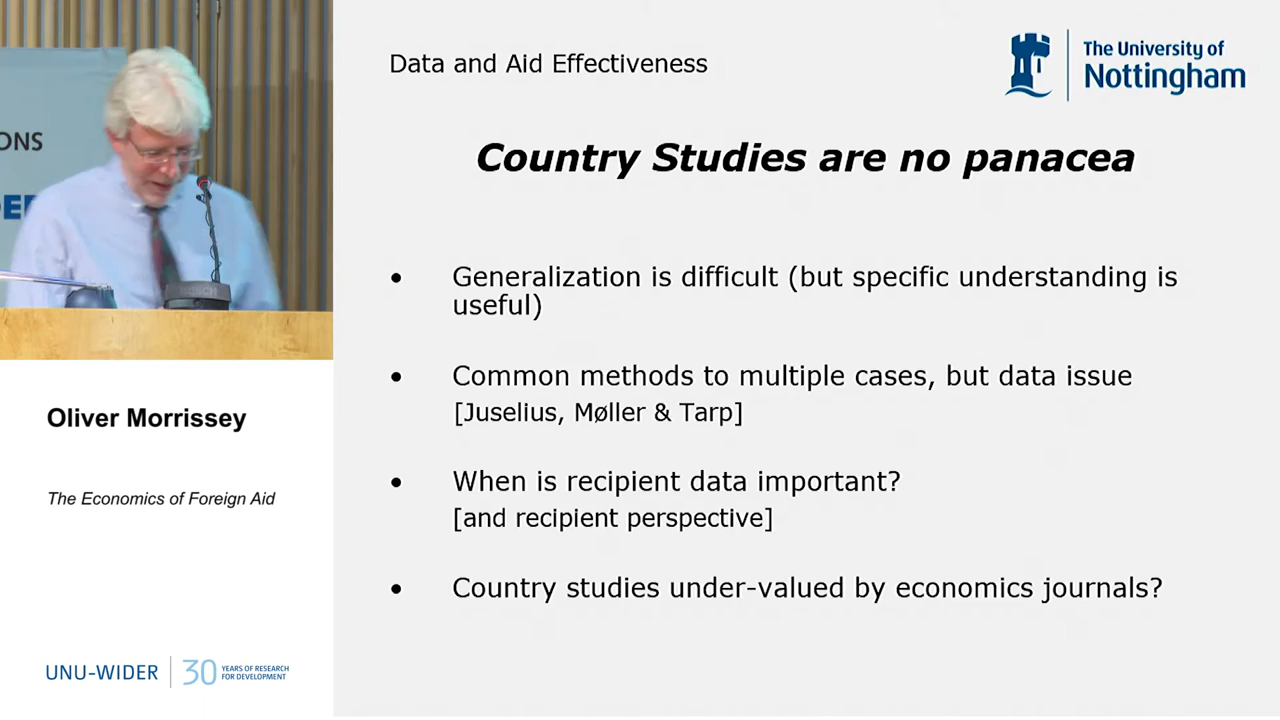 Data and Aid Effectiveness
The University of
Nottingham
Country Studies are no panacea
• Generalization is difficult (but specific understanding is
useful)
• Common methods to multiple cases, but data issue
[Juselius, Møller & Tarp]
• When is recipient data important?
[and recipient perspective]
• Country studies under-valued by economics journals?
ONS
Oliver Morrissey
The Economics of Foreign Aid
UNU-WIDER
30 YEARS OF RESEARCH
FOR DEVELOPMENT